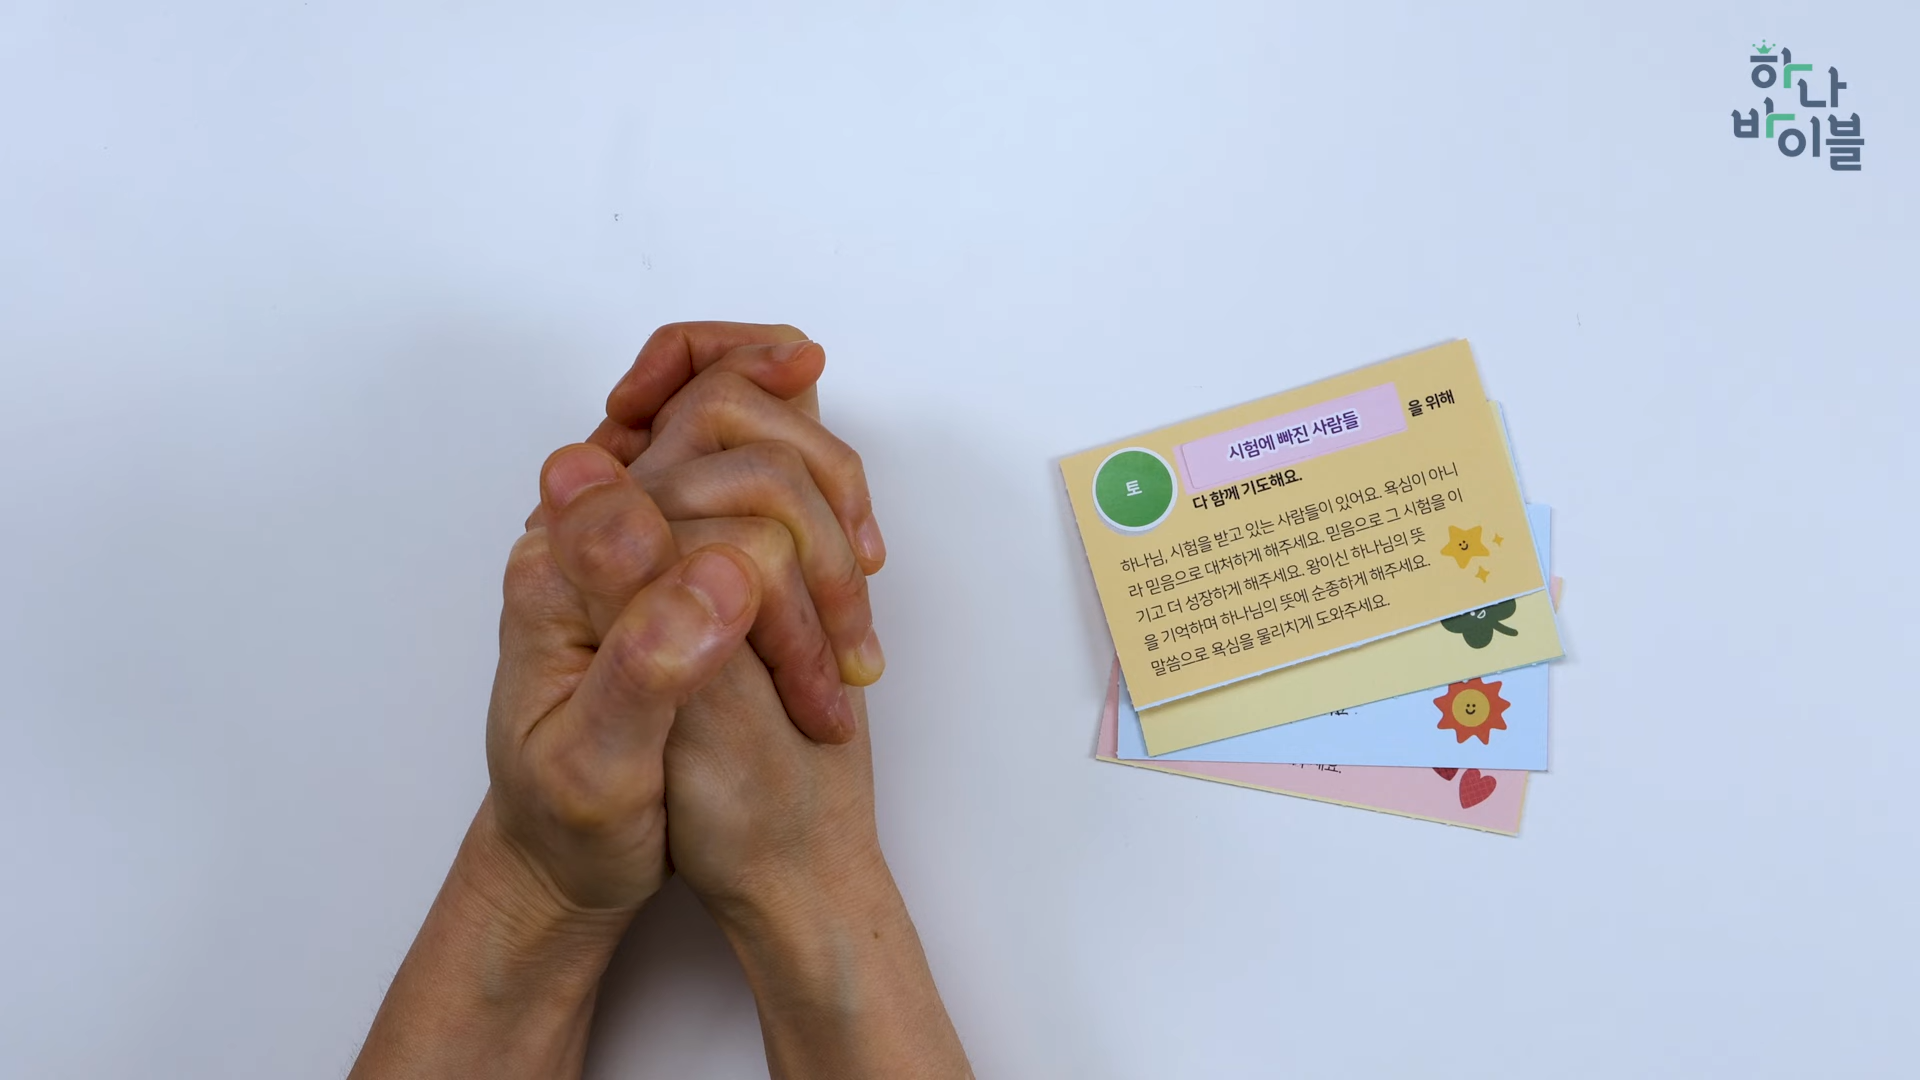 하나
바이블
시험에 빠진 사람들 을 위해
토
다 함께 기도해요.
하나님, 시험을 받고 있는 사람들이 있어요. 욕심이 아니
라 믿음으로 대처하게 해주세요. 믿음으로 그 시험을 이
기고 더 성장하게 해주세요. 왕이신 하나님의 뜻
을 기억하며 하나님의 뜻에 순종하게 해주세요.
말씀으로 욕심을 물리치게 도와주세요.